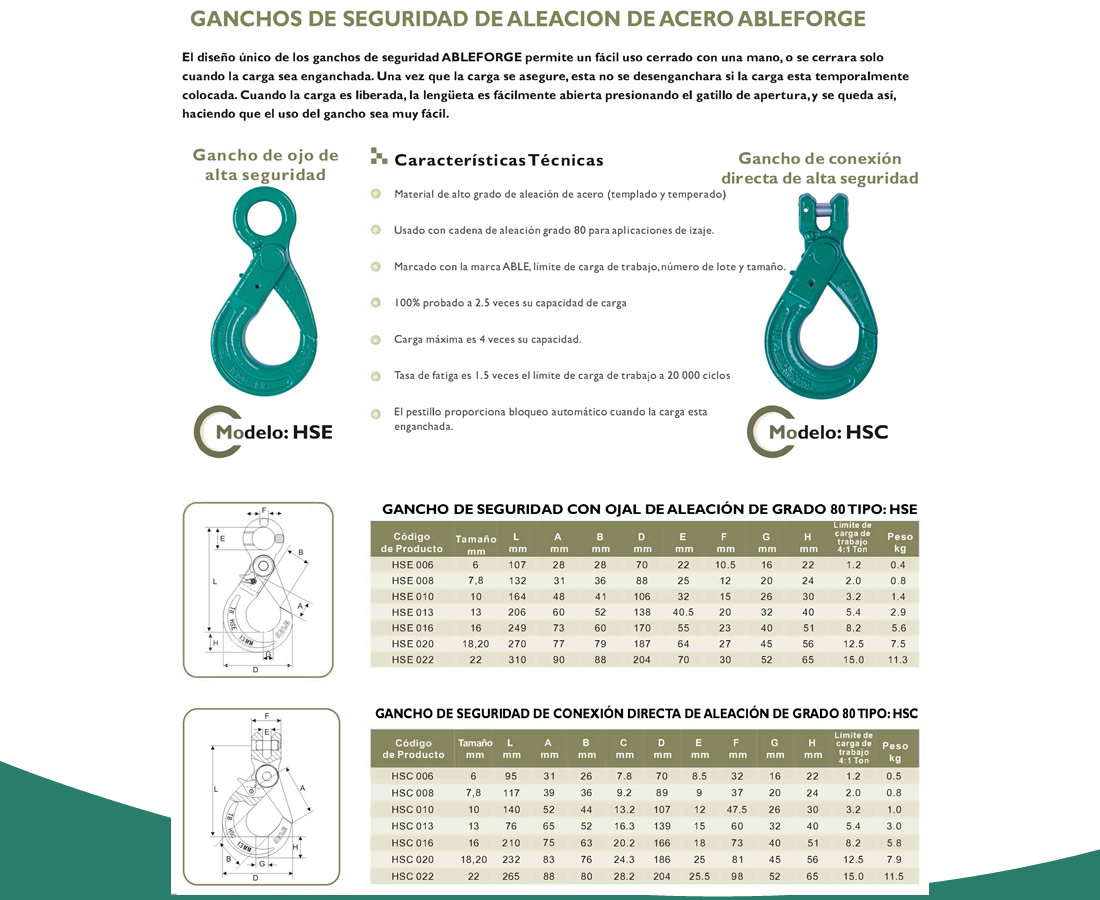 GANCHOS DE SEGURIDAD DE ALEACION DE ACERO ABLEFORGE
El diseño único de los ganchos de seguridad ABLEFORGE permite un fácil uso cerrado con una mano, o se cerrara solo
cuando la carga sea enganchada. Una vez que la carga se asegure, esta no se desenganchara si la carga esta temporalmente
colocada. Cuando la carga es liberada, la lengüeta es fácilmente abierta presionando el gatillo de apertura, y se queda así,
haciendo que el uso del gancho sea muy fácil.
Gancho de ojo de
alta seguridad
Modelo: HSE
Características Técnicas
Material de alto grado de aleación de acero (templado y temperado)
Usado con cadena de aleación grado 80 para aplicaciones de izaje.
Marcado con la marca ABLE, límite de carga de trabajo, número de lote y tamaño.
100% probado a 2.5 veces su capacidad de carga
Carga máxima es 4 veces su capacidad.
Tasa de fatiga es 1.5 veces el límite de carga de trabajo a 20 000 ciclos
El pestillo proporciona bloqueo automático cuando la carga esta
enganchada.
Gancho de conexión
directa de alta seguridad
Modelo: HSC
F
E
B
L
A
T8 HSE
ABLE
H
G
D
GANCHO DE SEGURIDAD CON OJAL DE ALEACIÓN DE GRADO 80 TIPO: HSE
Código de Producto Tamaño mm L mm A mm B mm D mm E mm F mm G mm H mm Límite de carga de trabajo 4:1 Ton Peso kg
HSE 006 6 107 28 28 70 22 10.5 16 22 1.2 0.4
HSE 008 7,8 132 31 36 88 25 12 20 24 2.0 0.8
HSE 010 10 164 48 41 106 32 15 26 30 3.2 1.4
HSE 013 13 206 60 52 138 40.5 20 32 40 5.4 2.9
HSE 016 16 249 73 60 170 55 23 40 51 8.2 5.6
HSE 020 18,20 270 77 79 187 64 27 45 56 12.5 7.5
HSE 022 22 310 90 88 204 70 30 52 65 15.0 11.3
F
E
L
A
T8
ABLE
B
H
G
D
GANCHO DE SEGURIDAD DE CONEXIÓN DIRECTA DE ALEACIÓN DE GRADO 80 TIPO: HSC
Código de Producto Tamaño mm L mm A mm B mm C mm D mm E mm F mm G mm H mm Límite de carga de trabajo 4:1 Ton Peso kg
HSC 006 6 95 31 26 7.8 70 8.5 32 16 22 1.2 0.5
HSC 008 7,8 117 39 36 9.2 89 9 37 20 24 2.0 0.8
HSC 010 10 140 52 44 13.2 107 12 47.5 26 30 3.2 1.0
HSC 013 13 76 65 52 16.3 139 15 60 32 40 5.4 3.0
HSC 016 16 210 75 63 20.2 166 18 73 40 51 8.2 5.8
HSC 020 18,20 232 83 76 24.3 186 25 81 45 56 12.5 7.9
HSC 022 22 265 88 80 28.2 204 25.5 98 52 65 15.0 11.5